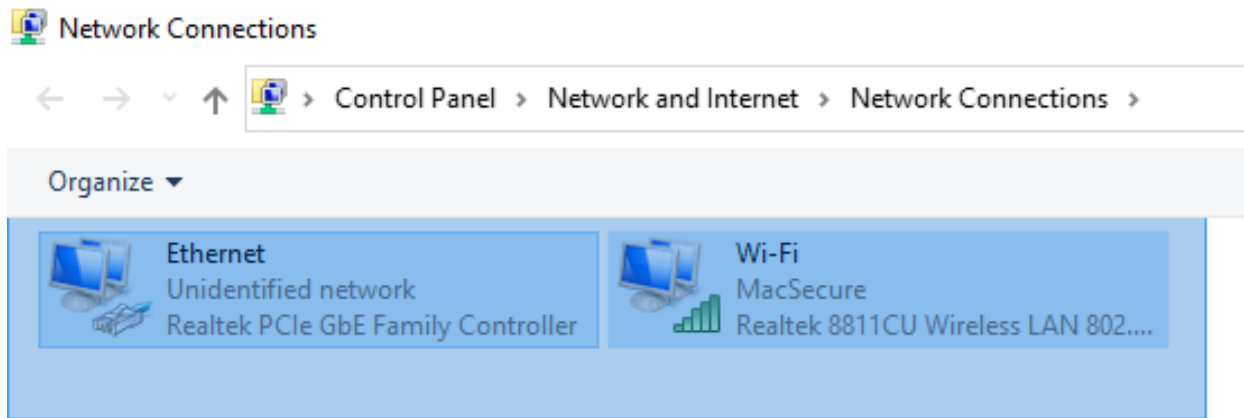 Network Connections
Control Panel > Network and Internet > Network Connections >
Organize
Ethernet
Unidentified network
Realtek PCIe GbE Family Controller
Wi-Fi
MacSecure
Realtek 8811CU Wireless LAN 802....